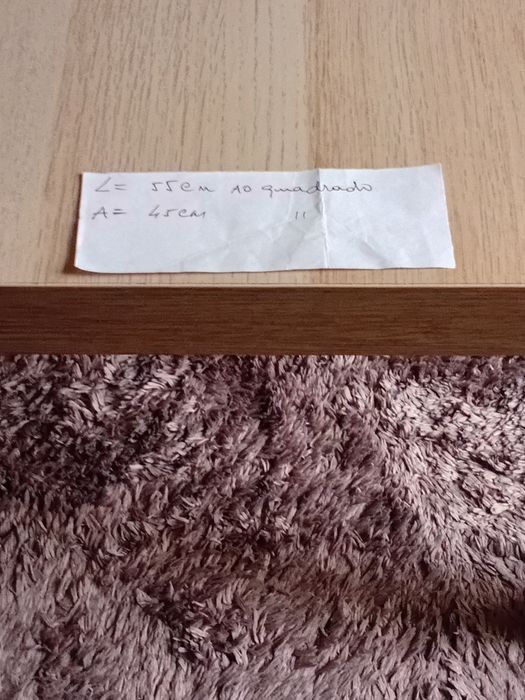 L = 55cm AO quadrado
A = 45cm "